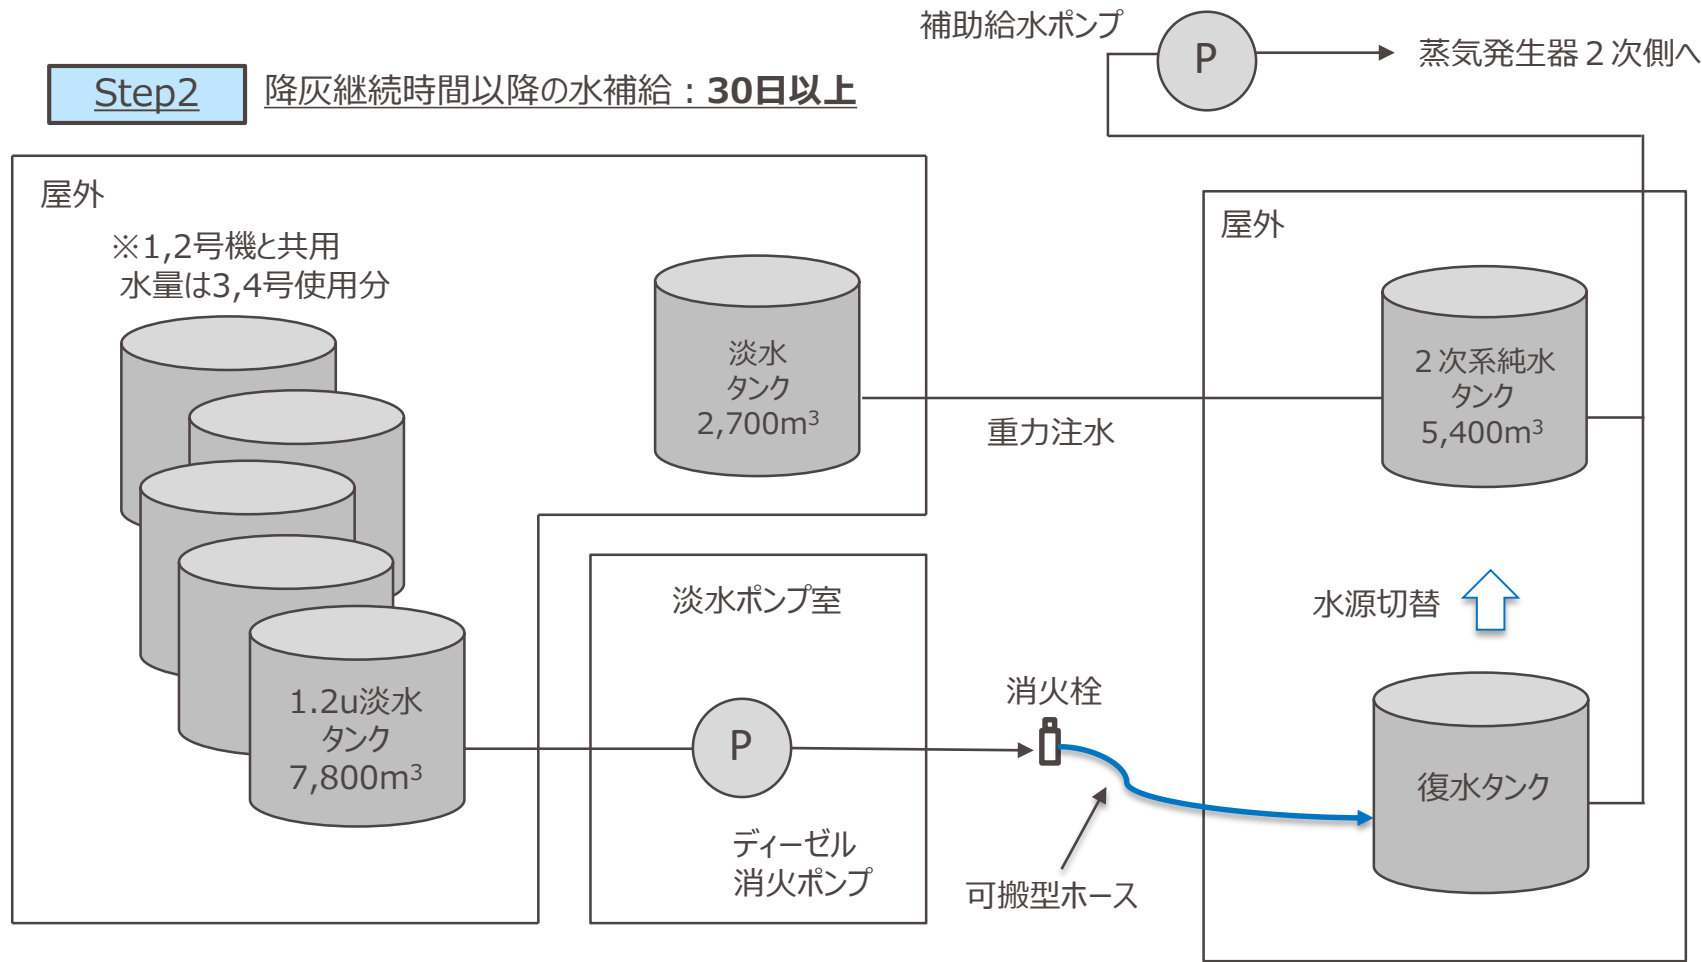 補助給水ポンプ
P
蒸気発生器２次側へ
Step2
降灰継続時間以降の水補給：30日以上
屋外
※1,2号機と共用
水量は3,4号使用分
淡水
タンク
2,700m³
重力注水
屋外
２次系純水
タンク
5,400m³
水源切替
1.2u淡水
タンク
7,800m³
淡水ポンプ室
P
ディーゼル
消火ポンプ
消火栓
可搬型ホース
復水タンク